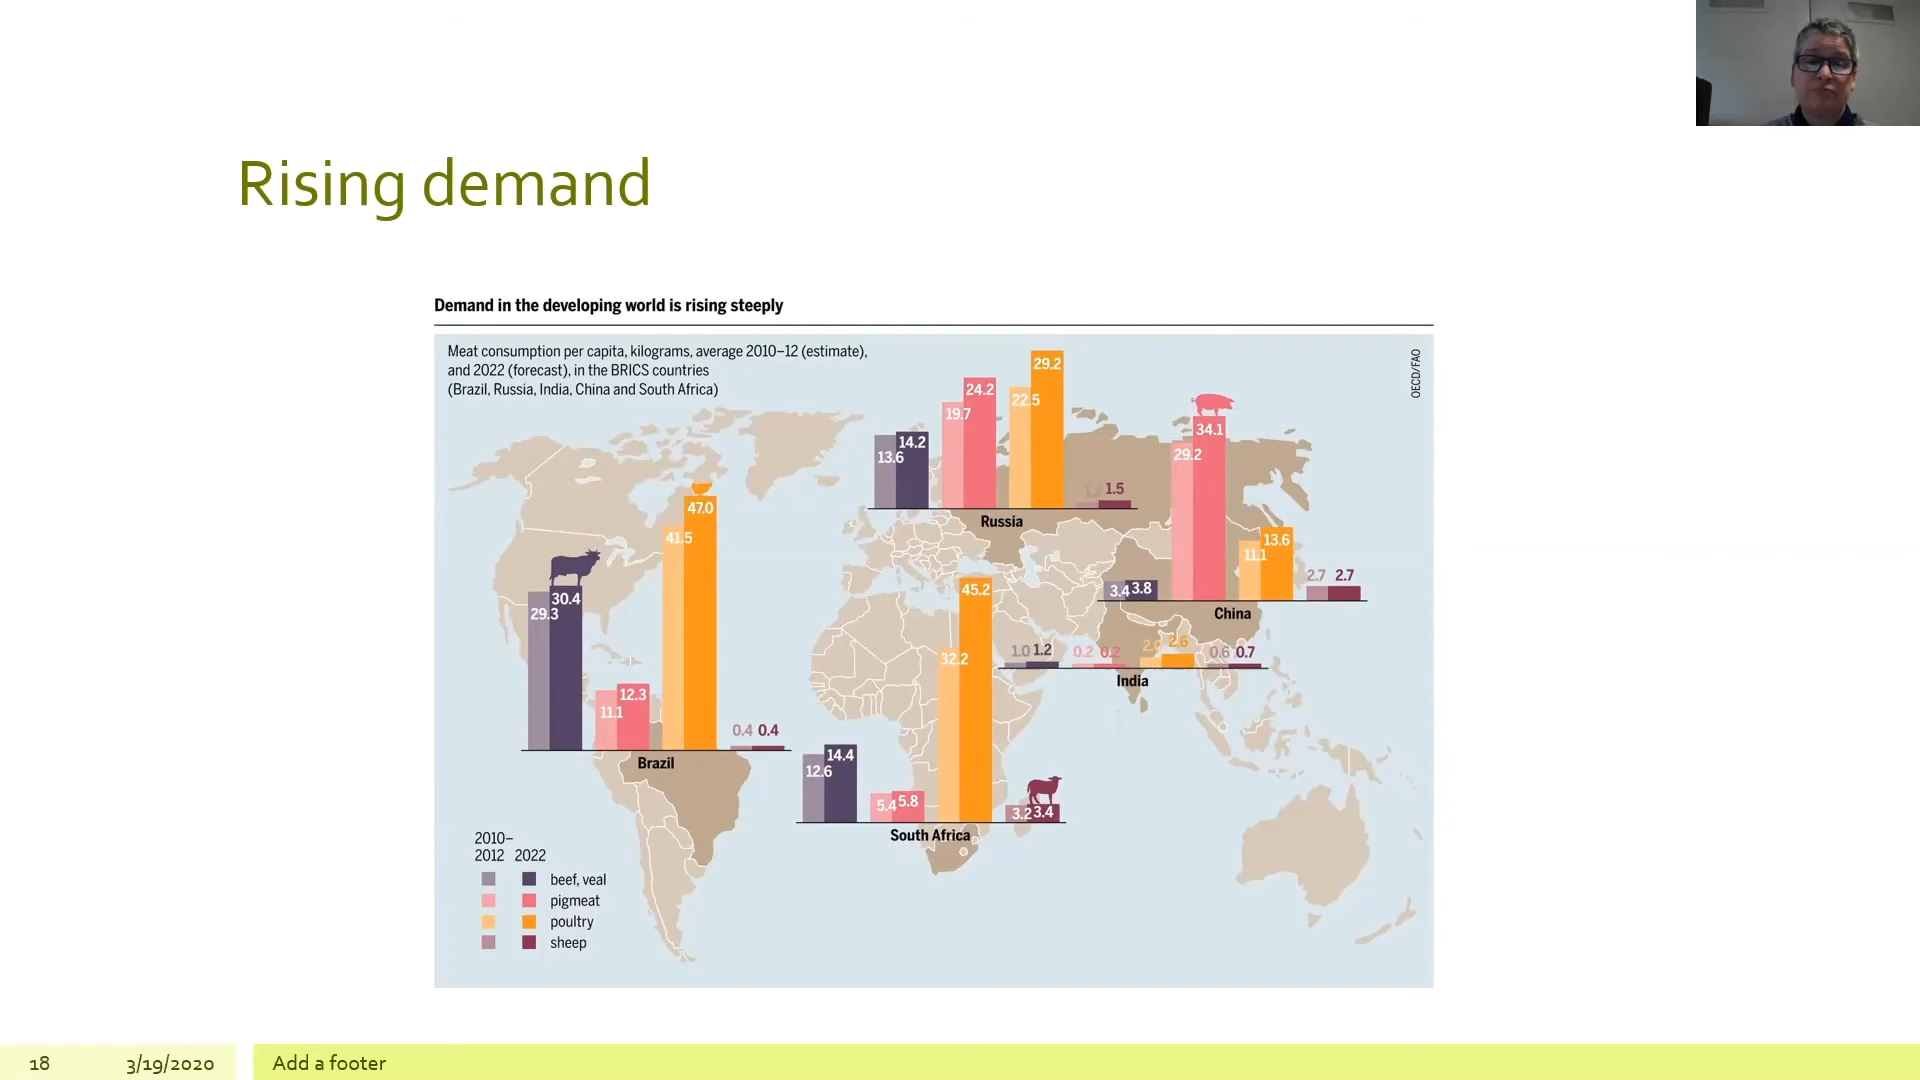 Rising demand
Demand in the developing world is rising steeply
Meat consumption per capita, kilograms, average 2010–12 (estimate),
and 2022 (forecast), in the BRICS countries
(Brazil, Russia, India, China and South Africa)
OECD/FAO
13.6 14.2
19.7 24.2
22.5 29.2
1.5
Russia
3.4 3.8
29.2 34.1
11.1 13.6
2.7 2.7
China
29.3 30.4
11.1 12.3
41.5 47.0
0.4 0.4
Brazil
1.0 1.2
0.2 0.2
2.6
0.6 0.7
India
12.6 14.4
5.4 5.8
32.2 45.2
3.2 3.4
South Africa
2010–
2012 2022
beef, veal
pigmeat
poultry
sheep
18 3/19/2020 Add a footer